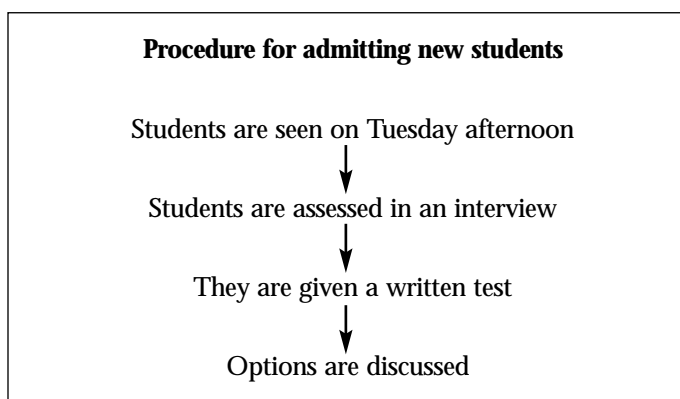 Procedure for admitting new students
Students are seen on Tuesday afternoon
Students are assessed in an interview
They are given a written test
Options are discussed